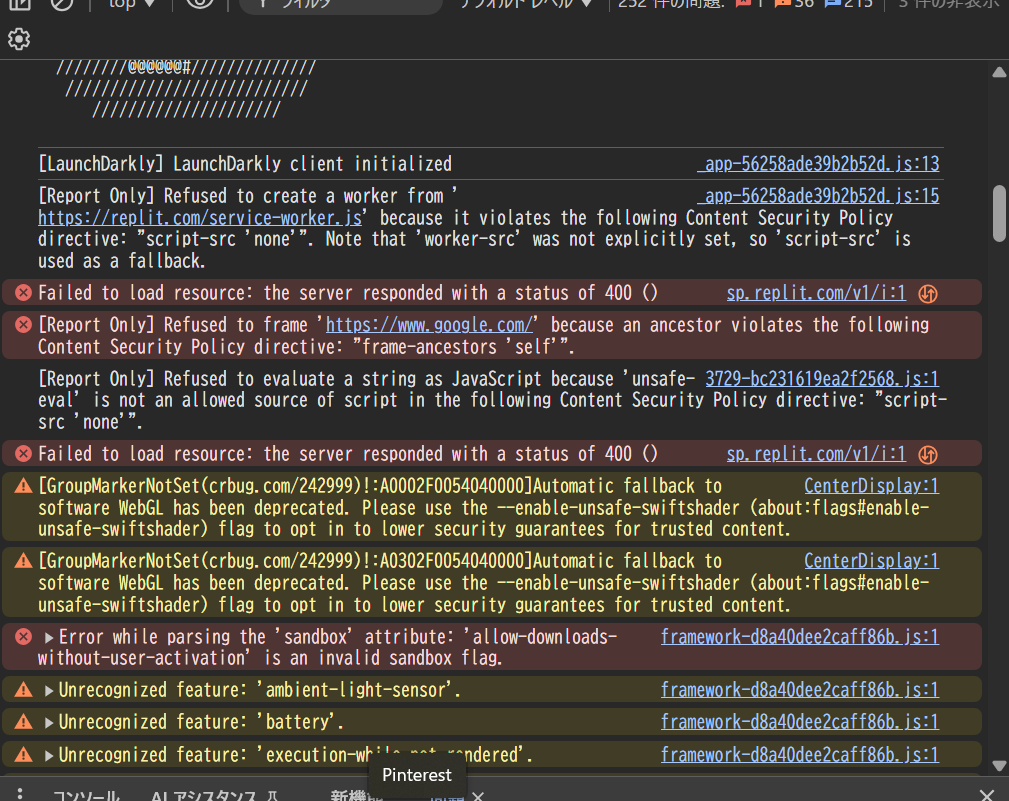 top ▼
フィルタ
デフォルト レベル ▼
252 件の問題:
1
36
215
3 件の非表示
////////@@@@@@#//////////////
///////////////////////////
/////////////////////
[LaunchDarkly] LaunchDarkly client initialized _app-56258ade39b2b52d.js:13
[Report Only] Refused to create a worker from ' _app-56258ade39b2b52d.js:15
https://replit.com/service-worker.js' because it violates the following Content Security Policy
directive: "script-src 'none'". Note that 'worker-src' was not explicitly set, so 'script-src' is
used as a fallback.
Failed to load resource: the server responded with a status of 400 () sp.replit.com/v1/i:1
[Report Only] Refused to frame 'https://www.google.com/' because an ancestor violates the following
Content Security Policy directive: "frame-ancestors 'self'".
[Report Only] Refused to evaluate a string as JavaScript because 'unsafe- 3729-bc231619ea2f2568.js:1
eval' is not an allowed source of script in the following Content Security Policy directive: "script-
src 'none'".
Failed to load resource: the server responded with a status of 400 () sp.replit.com/v1/i:1
[GroupMarkerNotSet(crbug.com/242999)!:A0002F0054040000]Automatic fallback to CenterDisplay:1
software WebGL has been deprecated. Please use the --enable-unsafe-swiftshader (about:flags#enable-
unsafe-swiftshader) flag to opt in to lower security guarantees for trusted content.
[GroupMarkerNotSet(crbug.com/242999)!:A0302F0054040000]Automatic fallback to CenterDisplay:1
software WebGL has been deprecated. Please use the --enable-unsafe-swiftshader (about:flags#enable-
unsafe-swiftshader) flag to opt in to lower security guarantees for trusted content.
▶Error while parsing the 'sandbox' attribute: 'allow-downloads- framework-d8a40dee2caff86b.js:1
without-user-activation' is an invalid sandbox flag.
▶Unrecognized feature: 'ambient-light-sensor'. framework-d8a40dee2caff86b.js:1
▶Unrecognized feature: 'battery'. framework-d8a40dee2caff86b.js:1
▶Unrecognized feature: 'execution-while-not-rendered'. framework-d8a40dee2caff86b.js:1
Pinterest
コンソール
AI アシスタンス
新機能
問題